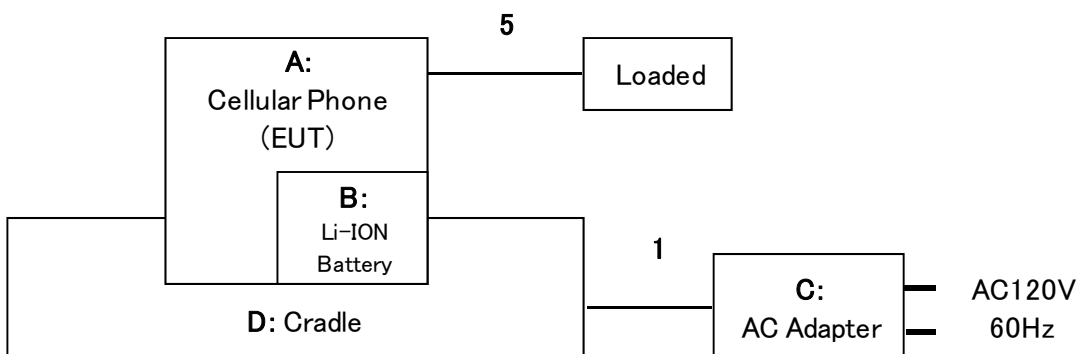 5
A:
Cellular Phone
(EUT)
Loaded
B:
Li-ION
Battery
D: Cradle
1
C:
AC Adapter
AC120V
60Hz